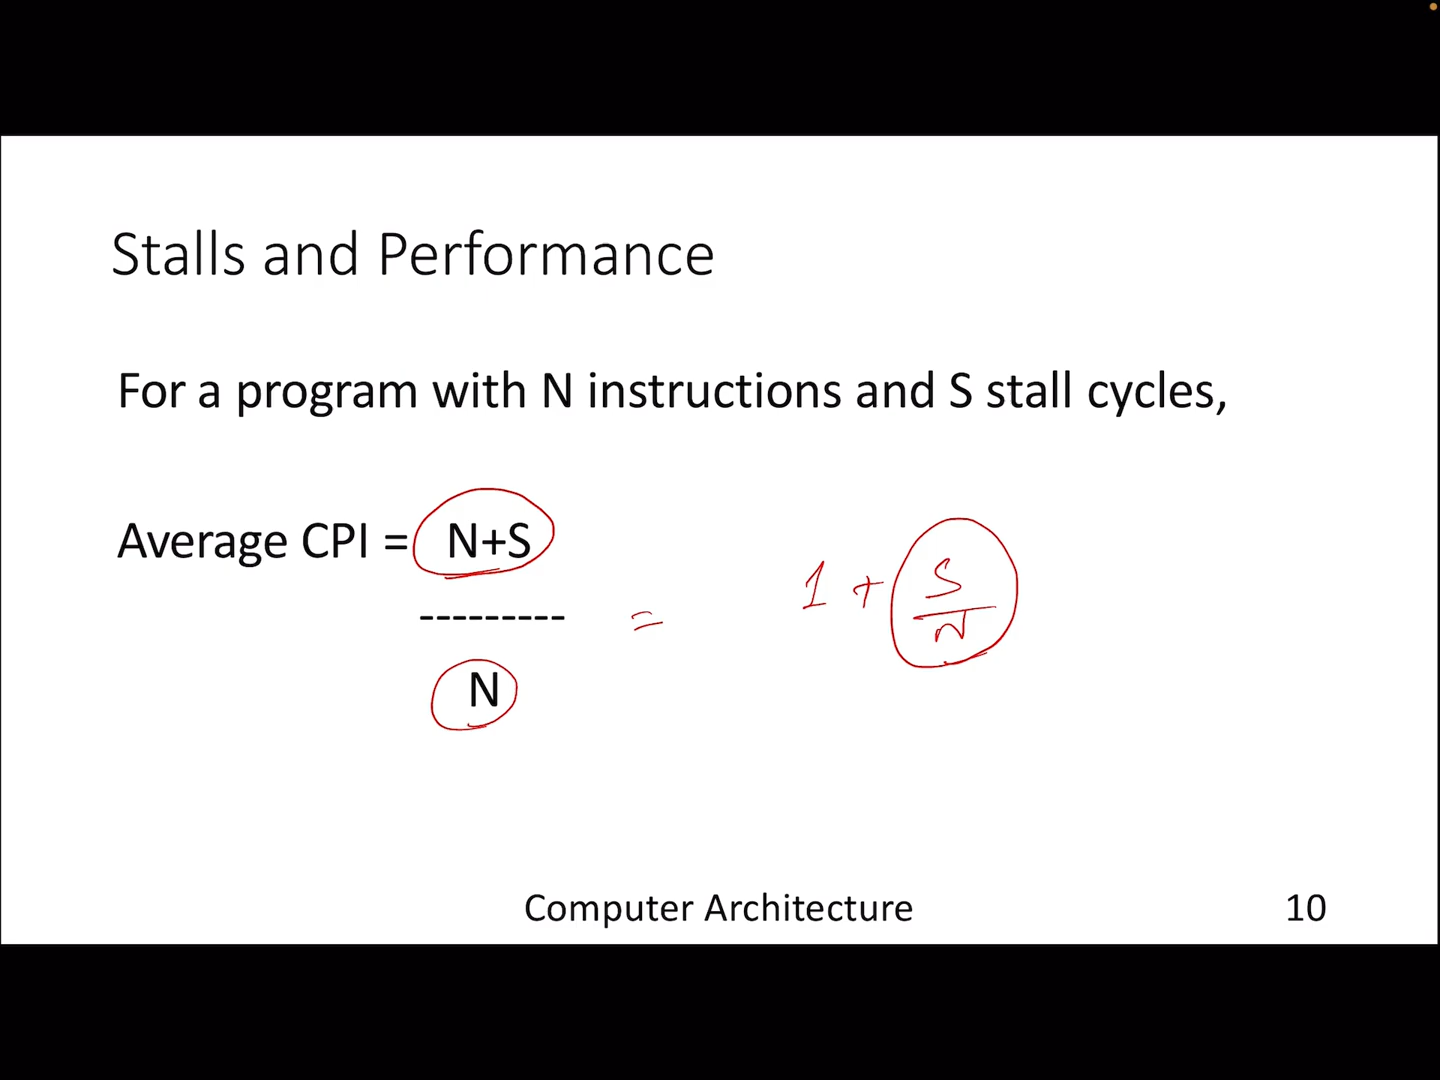 Stalls and Performance
For a program with N instructions and S stall cycles,
Average CPI = N+S
---------
N
= 1 + S
N
Computer Architecture
10